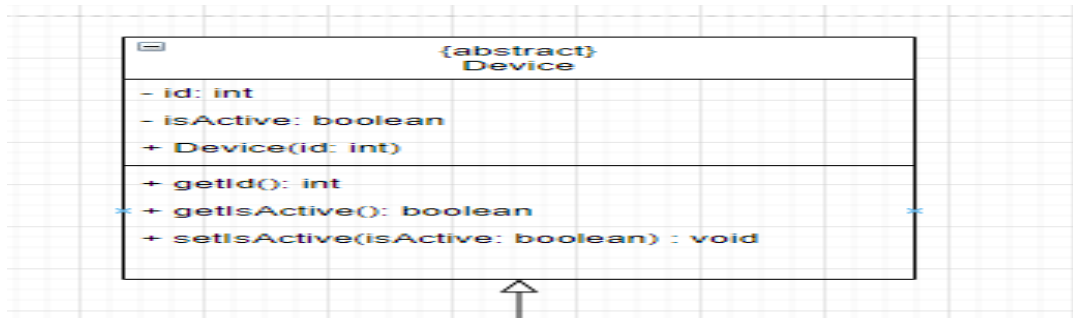 {abstract}
Device
- id: int
- isActive: boolean
+ Device(id: int)
+ getId(): int
+ getIsActive(): boolean
+ setIsActive(isActive: boolean) : void